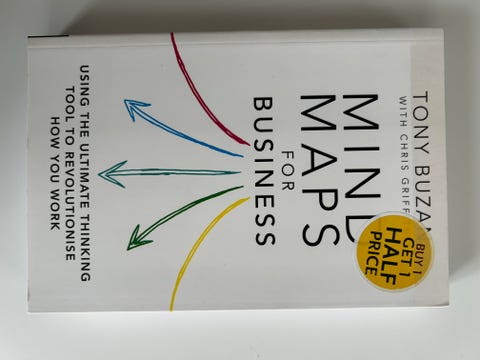 TONY BUZAN
WITH CHRIS
MIND
MAPS
FOR
BUSINESS
BUY 1
GET 1
HALF
PRICE
USING THE ULTIMATE THINKING
TOOL TO REVOLUTIONISE
HOW YOU WORK